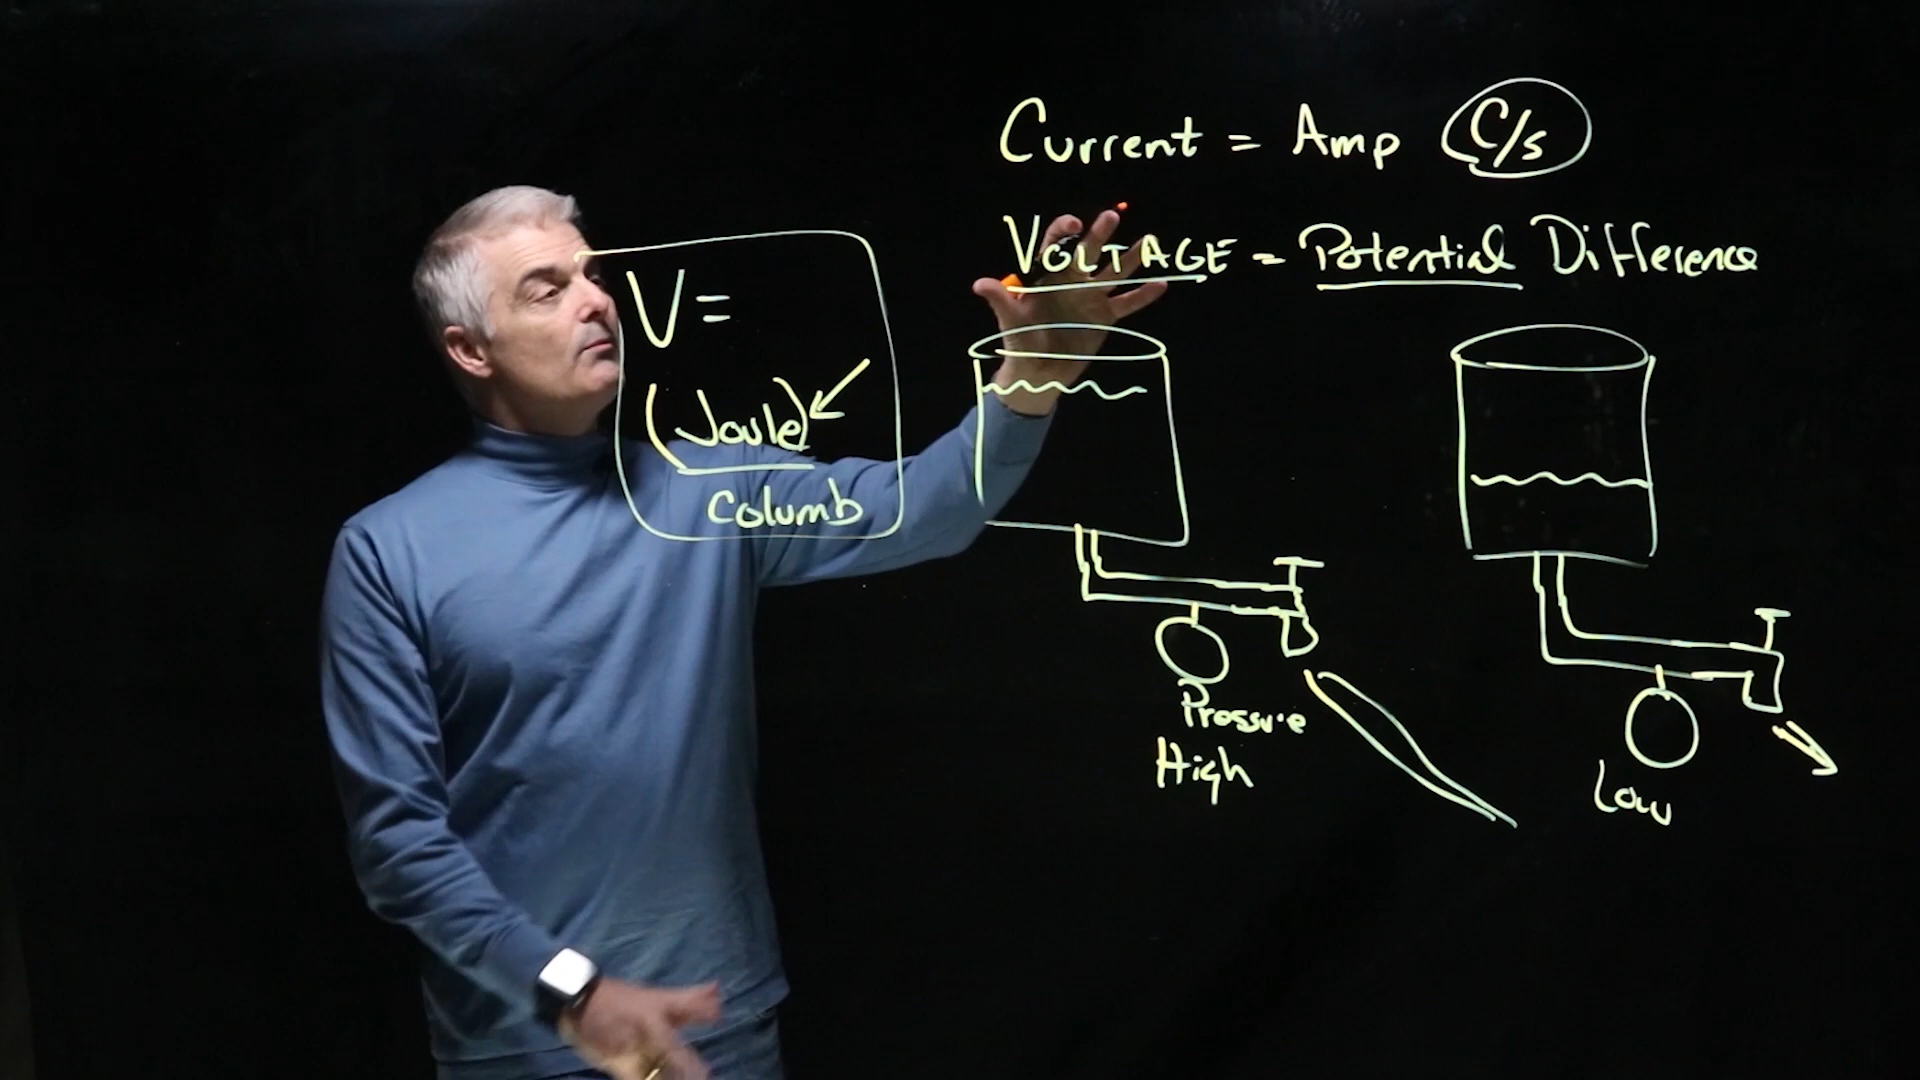 Current = Amp C/s
VOLTAGE = Potential Difference
V =
(Joule)
Columb
Pressure
High
Low